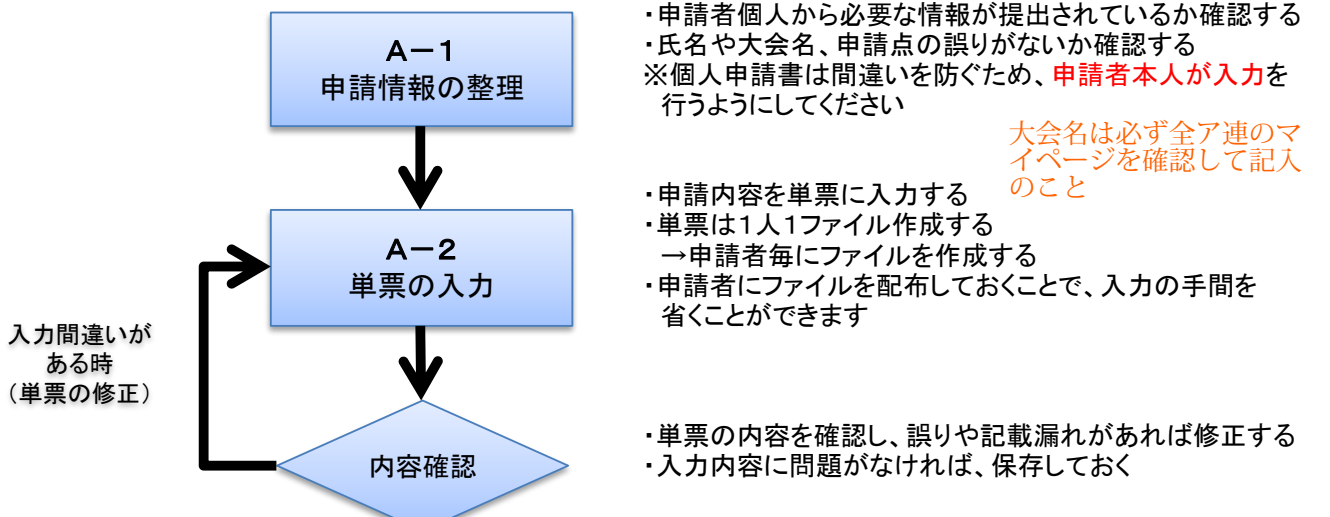 A－1
申請情報の整理
・申請者個人から必要な情報が提出されているか確認する
・氏名や大会名、申請点の誤りがないか確認する
※個人申請書は間違いを防ぐため、申請者本人が入力を
行うようにしてください
大会名は必ず全ア連のマ
イページを確認して記入
のこと
A－2
単票の入力
・申請内容を単票に入力する
・単票は１人１ファイル作成する
→申請者毎にファイルを作成する
・申請者にファイルを配布しておくことで、入力の手間を
省くことができます
入力間違いが
ある時
（単票の修正）
内容確認
・単票の内容を確認し、誤りや記載漏れがあれば修正する
・入力内容に問題がなければ、保存しておく